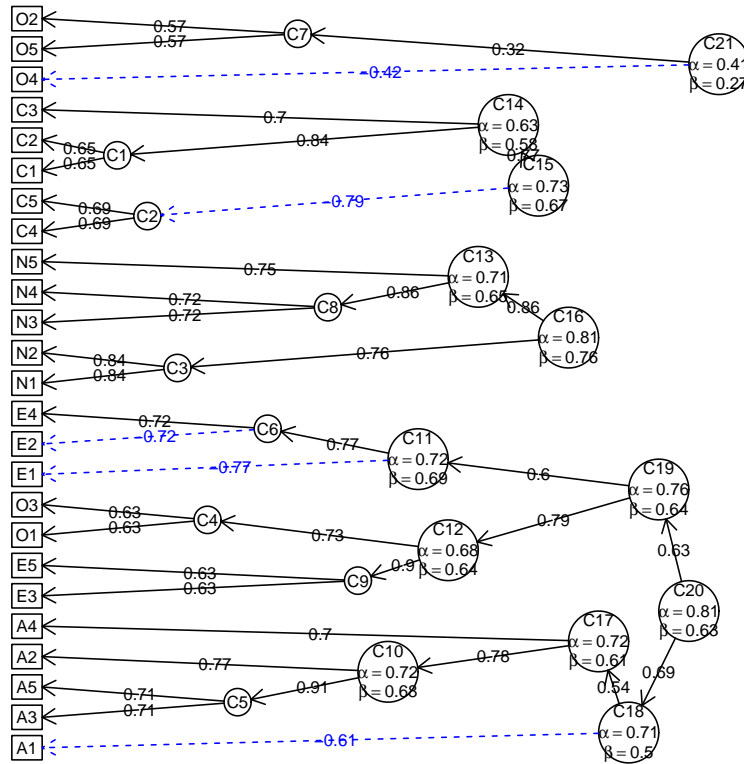 O2
0.57
0.57
C7
O5
0.32
C21
α = 0.41
β = 0.27
O4
−0.42
C3
0.7
C14
α = 0.63
β = 0.58
C2
0.65
0.65
C1
0.84
C1
0.77
C15
α = 0.73
β = 0.67
C5
0.69
0.69
C2
−0.79
C4
N5
0.75
C13
α = 0.71
β = 0.65
N4
0.72
0.72
C8
0.86
0.86
N3
C16
α = 0.81
β = 0.76
N2
0.84
0.84
C3
0.76
N1
E4
0.72
C6
−0.72
E2
0.77
C11
α = 0.72
β = 0.69
E1
−0.77
0.6
C19
α = 0.76
β = 0.64
O3
0.63
0.63
C4
0.73
0.79
O1
C12
α = 0.68
β = 0.64
0.63
E5
0.63
0.63
C9
0.9
E3
C20
α = 0.81
β = 0.63
A4
0.7
C17
α = 0.72
β = 0.61
A2
0.77
C10
α = 0.72
β = 0.68
0.78
0.69
A5
0.71
0.71
C5
0.91
0.54
A3
C18
α = 0.71
β = 0.5
A1
−0.61